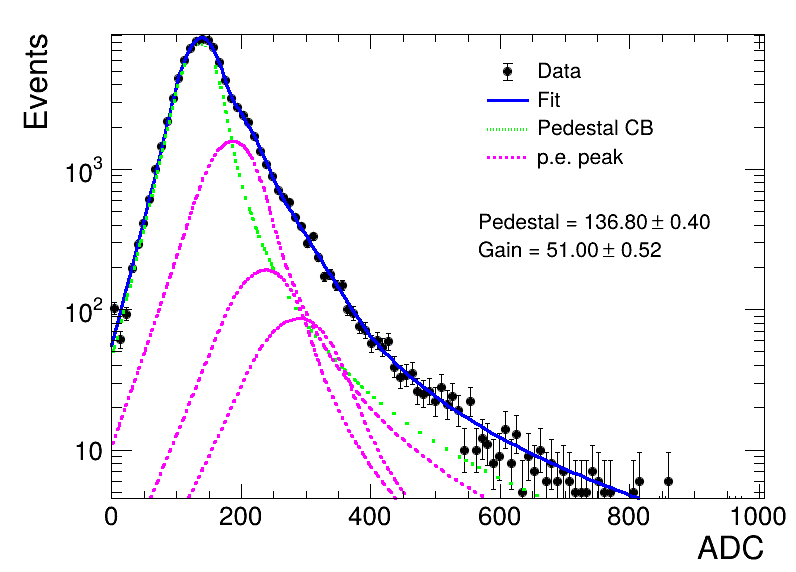 Events
Data
Fit
Pedestal CB
p.e. peak
Pedestal = 136.80 ± 0.40
Gain = 51.00 ± 0.52
10³
10²
10
0 200 400 600 800 1000
ADC